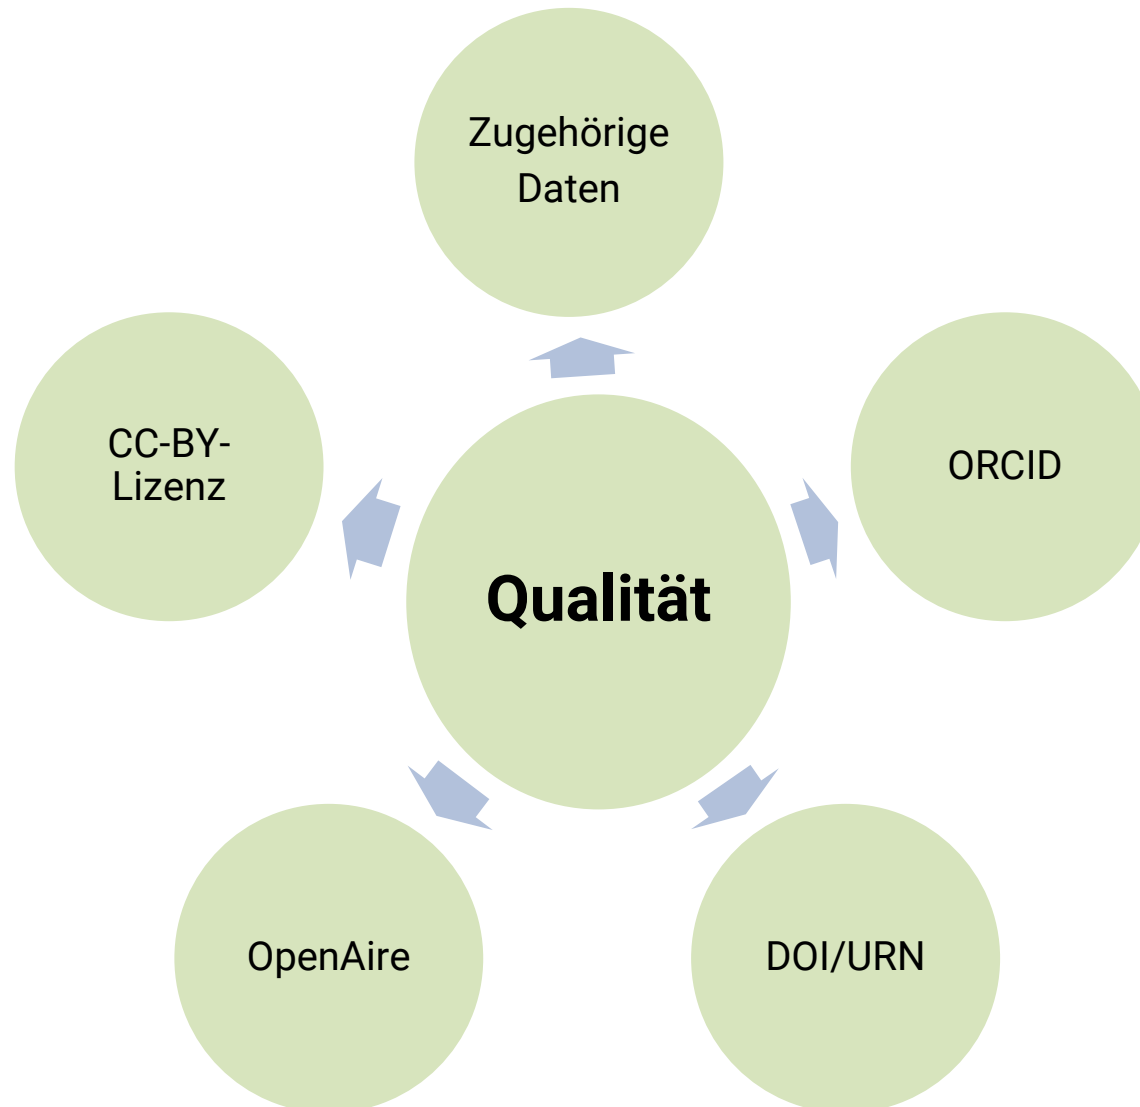 Zugehörige
Daten
CC-BY-
Lizenz
ORCID
Qualität
OpenAire
DOI/URN